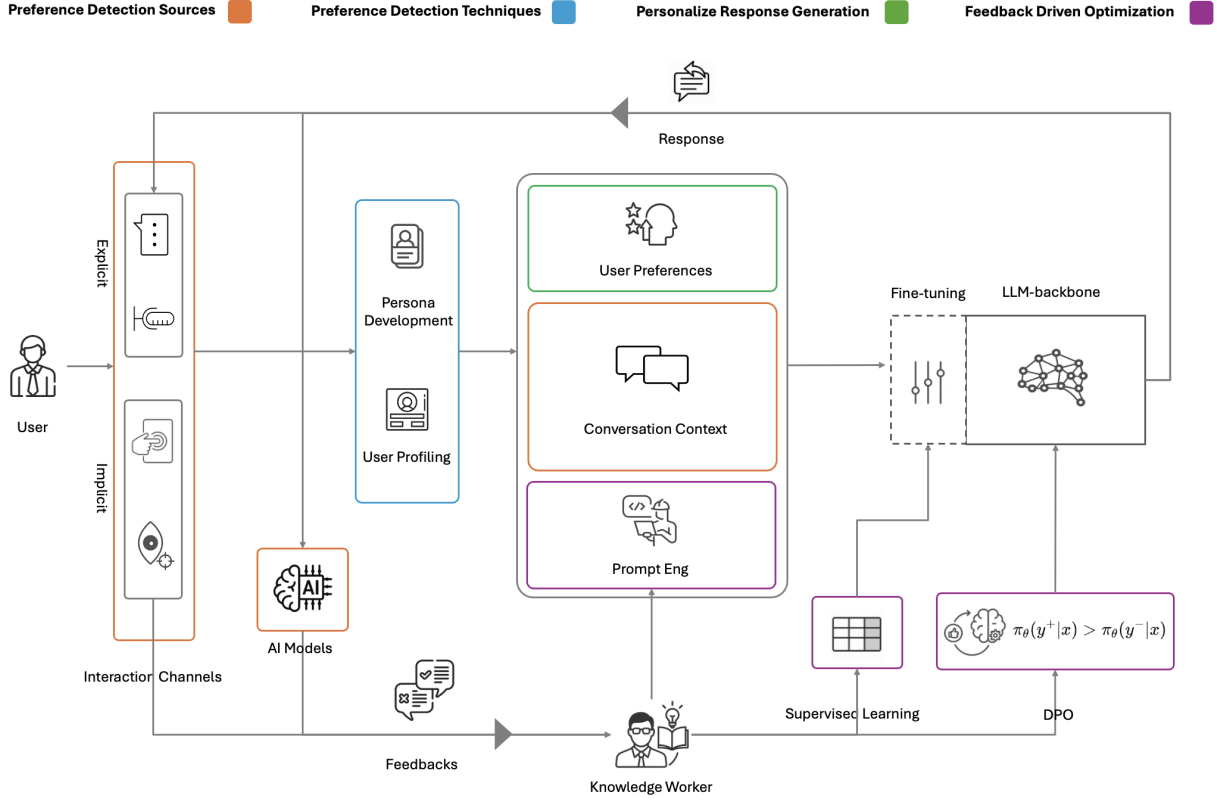 Preference Detection Sources
Preference Detection Techniques
Personalize Response Generation
Feedback Driven Optimization
Response
Explicit
Implicit
User
Interaction Channels
Persona
Development
User Profiling
AI
AI Models
User Preferences
Conversation Context
</>
Prompt Eng
Fine-tuning
LLM-backbone
πθ(y⁺|x) > πθ(y⁻|x)
Supervised Learning
DPO
Feedbacks
Knowledge Worker